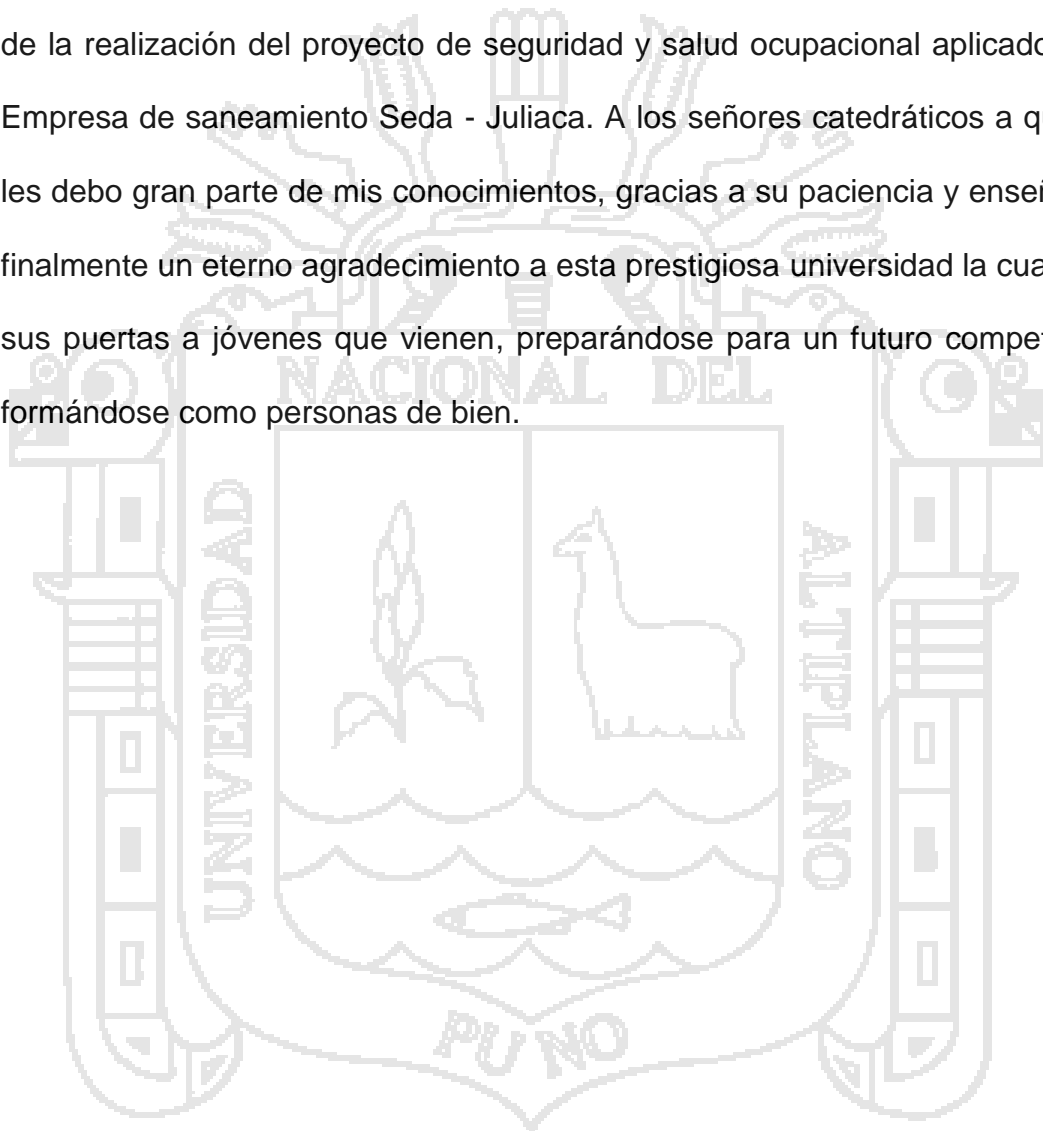 de la realización del proyecto de seguridad y salud ocupacional aplicado
Empresa de saneamiento Seda - Juliaca. A los señores catedráticos a
les debo gran parte de mis conocimientos, gracias a su paciencia y
finalmente un eterno agradecimiento a esta prestigiosa universidad la
sus puertas a jóvenes que vienen, preparándose para un futuro
formándose como personas de bien.
NACIONAL DEL
UNIVERSIDAD
ALTIPLANO
PUNO